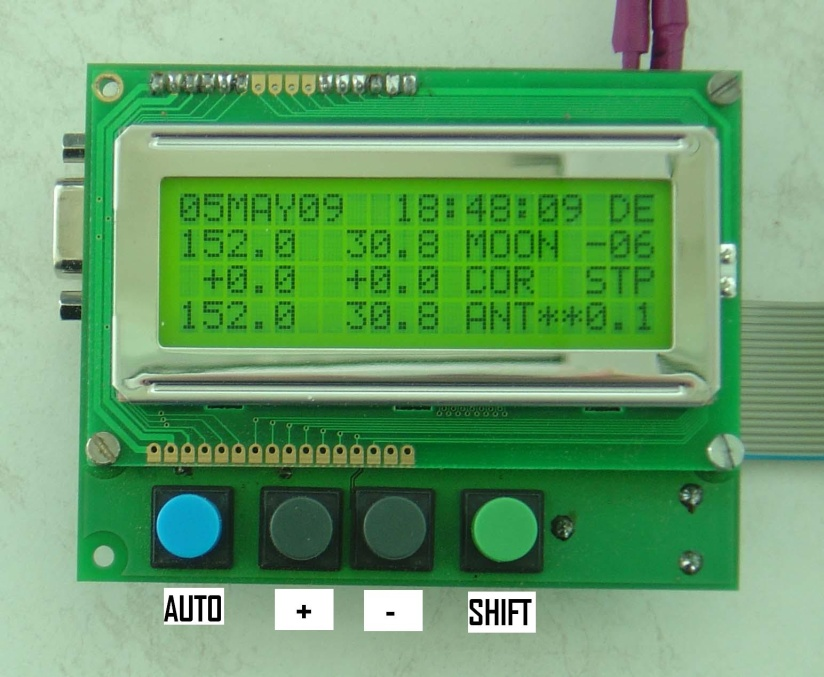 05MAY09 18:48:09 DE
152.0 30.8 MOON -06
+0.0 +0.0 COR STP
152.0 30.8 ANT**0.1
AUTO + - SHIFT